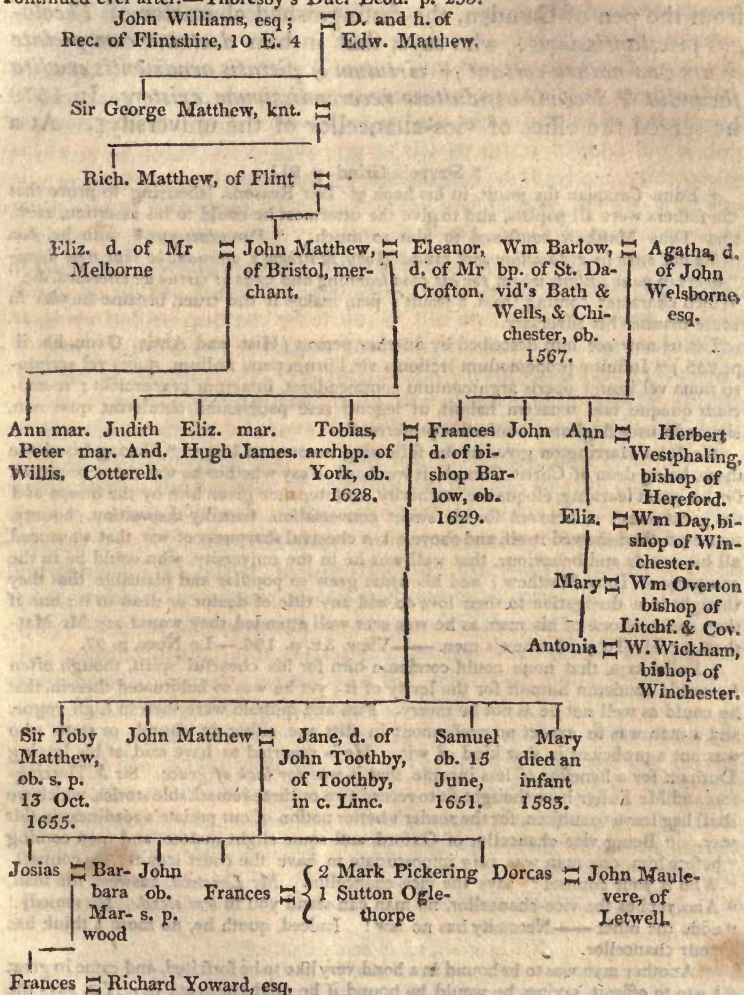 continued ever after.—Thoresby's Duc. Leod. p. 255.
John Williams, esq; D. and h. of
Rec. of Flintshire, 10 E. 4 Edw. Matthew.
Sir George Matthew, knt.
Rich. Matthew, of Flint
Eliz. d. of Mr
Melborne
John Matthew,
of Bristol, mer-
chant.
Eleanor,
d. of Mr
Crofton.
Wm Barlow,
bp. of St. Da-
vid's Bath &
Wells, & Chi-
chester, ob.
1567.
Agatha, d.
of John
Welsborne,
esq.
Ann mar.
Peter
Willis.
Judith
mar. And.
Cotterell.
Eliz. mar.
Hugh James.
Tobias,
archbp. of
York, ob.
1628.
Frances
d. of bi-
shop Bar-
low, ob.
1629.
John
Ann
Herbert
Westphaling,
bishop of
Hereford.
Eliz. Wm Day, bi-
shop of Win-
chester.
Mary Wm Overton
bishop of
Litchf. & Cov.
Antonia W. Wickham,
bishop of
Winchester.
Sir Toby
Matthew,
ob. s. p.
13 Oct.
1655.
John Matthew
Jane, d. of
John Toothby,
of Toothby,
in c. Linc.
Samuel
ob. 15
June,
1651.
Mary
died an
infant
1583.
Josias
Bar-
bara
Mar-
wood
John
ob.
s. p.
Frances
2 Mark Pickering
1 Sutton Ogle-
thorpe
Dorcas
John Maule-
vere, of
Letwell.
Frances Richard Yoward, esq.